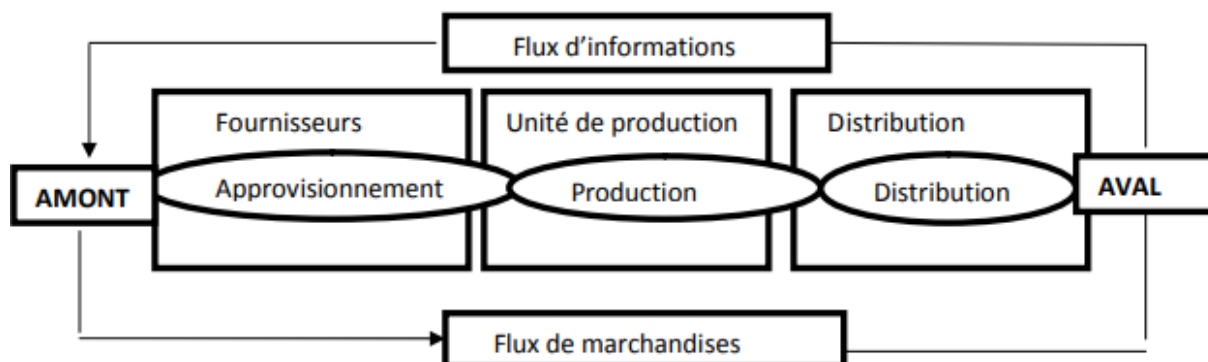 Flux d’informations
Fournisseurs
Unité de production
Distribution
AMONT
Approvisionnement
Production
Distribution
AVAL
Flux de marchandises